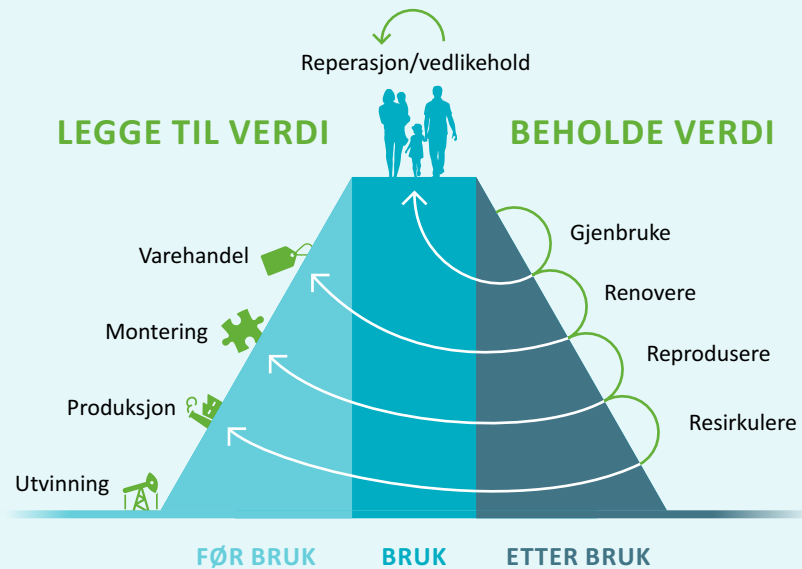 Reperasjon/vedlikehold
LEGGE TIL VERDI
BEHOLDE VERDI
Varehandel
Montering
Produksjon
Utvinning
Gjenbruke
Renovere
Reprodusere
Resirkulere
FØR BRUK
BRUK
ETTER BRUK